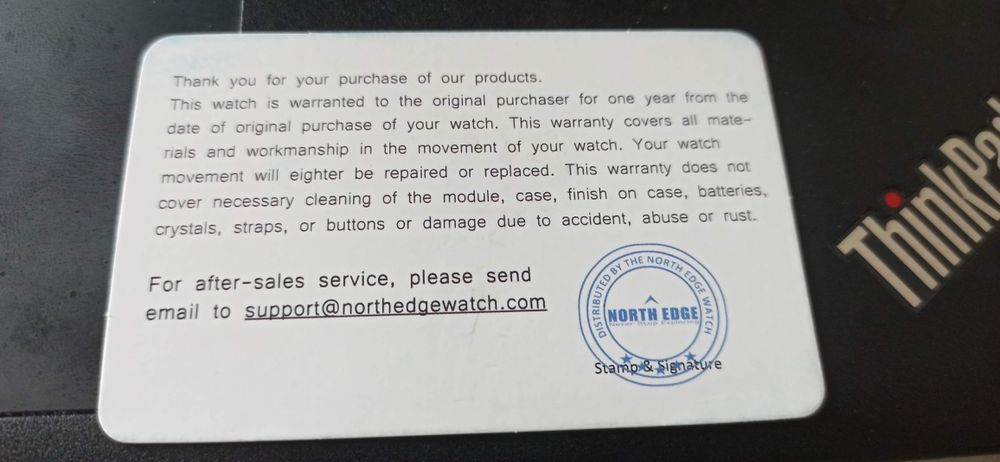 Thank you for your purchase of our products.
This watch is warranted to the original purchaser for one year from the
date of original purchase of your watch. This warranty covers all mate-
rials and workmanship in the movement of your watch. Your watch
movement will eighter be repaired or replaced. This warranty does not
cover necessary cleaning of the module, case, finish on case, batteries,
crystals, straps, or buttons or damage due to accident, abuse or rust.
For after-sales service, please send
email to support@northedgewatch.com
DISTRIBUTED BY THE NORTH EDGE WATCH
NORTH EDGE
Never Stop Exploring
Stamp & Signature
ThinkPad